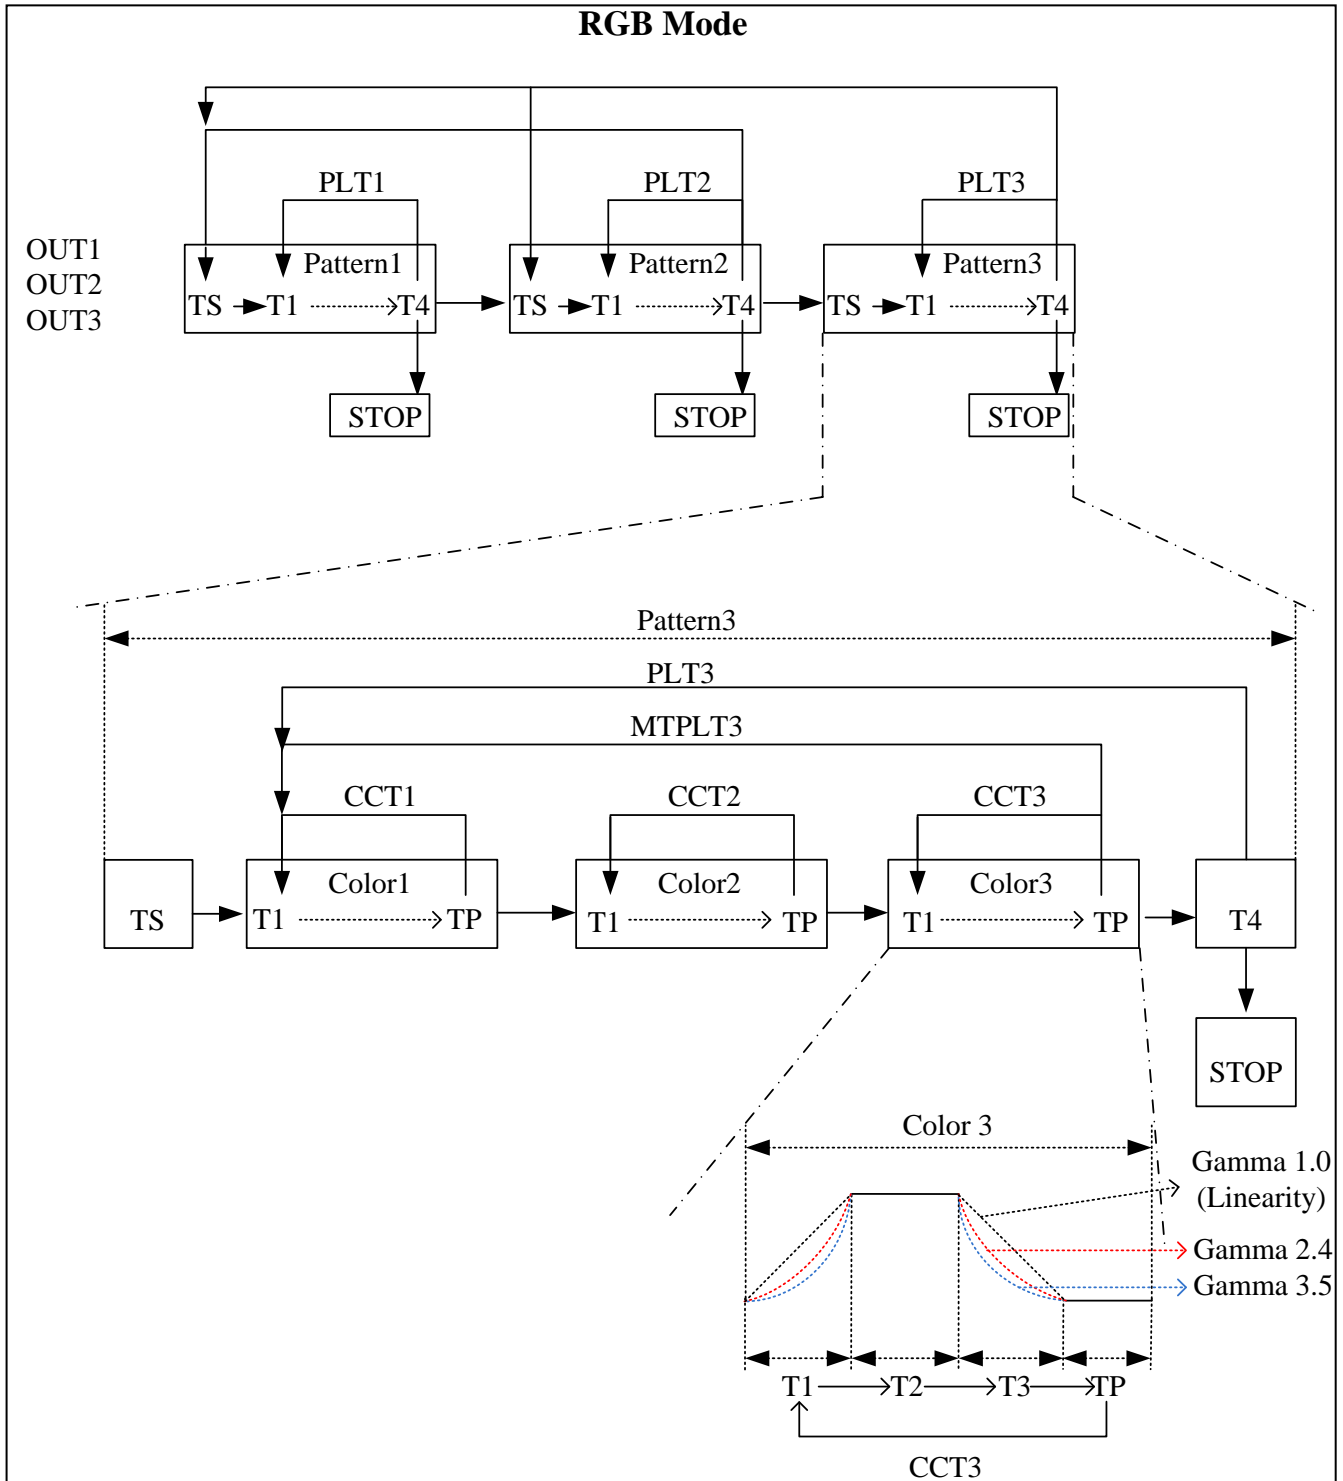 RGB Mode
PLT1 PLT2 PLT3
OUT1
OUT2
OUT3
Pattern1 Pattern2 Pattern3
TS T1 T4 TS T1 T4 TS T1 T4
STOP STOP STOP
Pattern3
PLT3
MTPLT3
CCT1 CCT2 CCT3
Color1 Color2 Color3
TS T1 TP T1 TP T1 TP T4
STOP
Color 3
Gamma 1.0
(Linearity)
Gamma 2.4
Gamma 3.5
T1 T2 T3 TP
CCT3